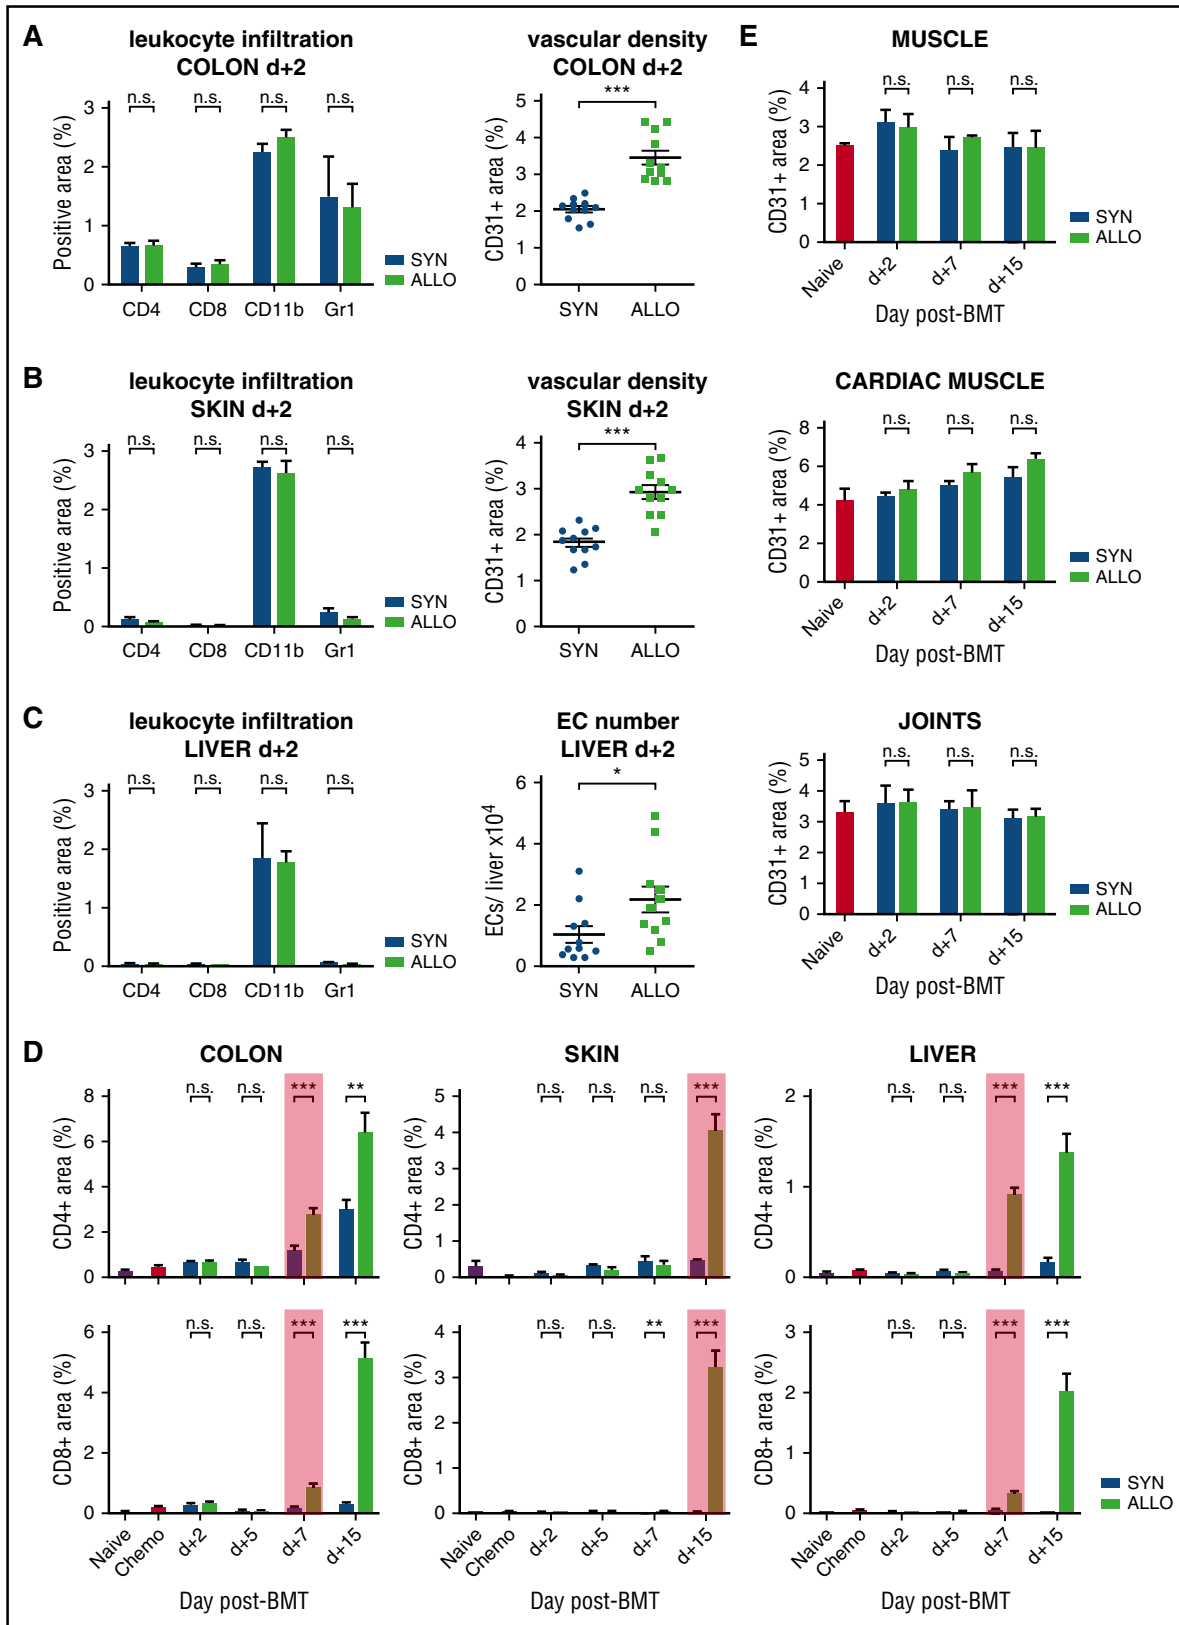 A
leukocyte infiltration
COLON d+2
n.s. n.s. n.s. n.s.
Positive area (%)
3
2
1
0
CD4 CD8 CD11b Gr1
SYN
ALLO
vascular density
COLON d+2
***
CD31+ area (%)
5
4
3
2
1
0
SYN ALLO
E
MUSCLE
n.s. n.s. n.s.
CD31+ area (%)
4
3
2
1
0
Naive d+2 d+7 d+15
Day post-BMT
SYN
ALLO
B
leukocyte infiltration
SKIN d+2
n.s. n.s. n.s. n.s.
Positive area (%)
3
2
1
0
CD4 CD8 CD11b Gr1
SYN
ALLO
vascular density
SKIN d+2
***
CD31+ area (%)
4
3
2
1
0
SYN ALLO
CARDIAC MUSCLE
n.s. n.s. n.s.
CD31+ area (%)
8
6
4
2
0
Naive d+2 d+7 d+15
Day post-BMT
SYN
ALLO
C
leukocyte infiltration
LIVER d+2
n.s. n.s. n.s. n.s.
Positive area (%)
3
2
1
0
CD4 CD8 CD11b Gr1
SYN
ALLO
EC number
LIVER d+2
*
ECs/ liver x10⁴
6
4
2
0
SYN ALLO
JOINTS
n.s. n.s. n.s.
CD31+ area (%)
5
4
3
2
1
0
Naive d+2 d+7 d+15
Day post-BMT
SYN
ALLO
D
COLON
n.s. n.s. *** **
CD4+ area (%)
8
6
4
2
0
SKIN
n.s. n.s. n.s. ***
CD4+ area (%)
5
4
3
2
1
0
LIVER
n.s. n.s. *** ***
CD4+ area (%)
2
1
0
n.s. n.s. *** ***
CD8+ area (%)
6
4
2
0
Naive Chemo d+2 d+5 d+7 d+15
Day post-BMT
n.s. n.s. ** ***
CD8+ area (%)
4
3
2
1
0
Naive Chemo d+2 d+5 d+7 d+15
Day post-BMT
n.s. n.s. *** ***
CD8+ area (%)
3
2
1
0
Naive Chemo d+2 d+5 d+7 d+15
Day post-BMT
SYN
ALLO